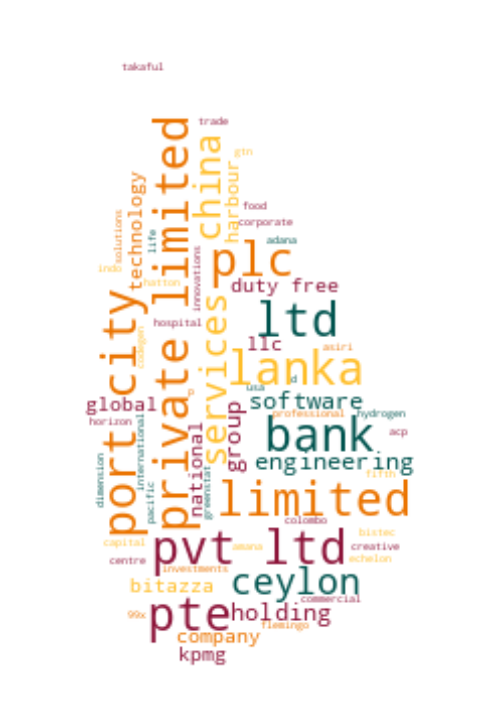 takaful
trade
private limited
china
gtn
harbour
technology
food
solutions
corporate
life
adana
plc
indo
innovations
hatton
duty free
port city
services
ltd
hospital
codegen
llc
asiri
lanka
d
usa
p
software
global
group
professional
hydrogen
horizon
international
national
bank
acp
dimension
engineering
greenstat
pacific
fifth
limited
colombo
capital
pvt ltd
bistec
amana
creative
centre
echelon
investments
bitazza
ceylon
commercial
99x
pte
holding
flemingo
company
kpmg